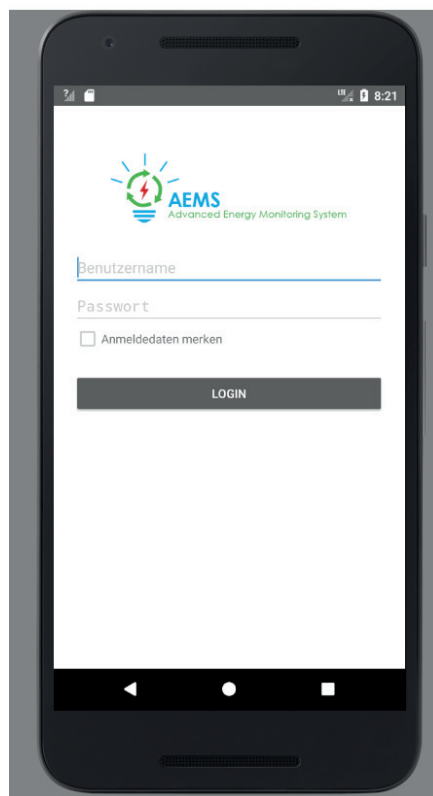 8:21
AEMS
Advanced Energy Monitoring System
Benutzername
Passwort
Anmeldedaten merken
LOGIN